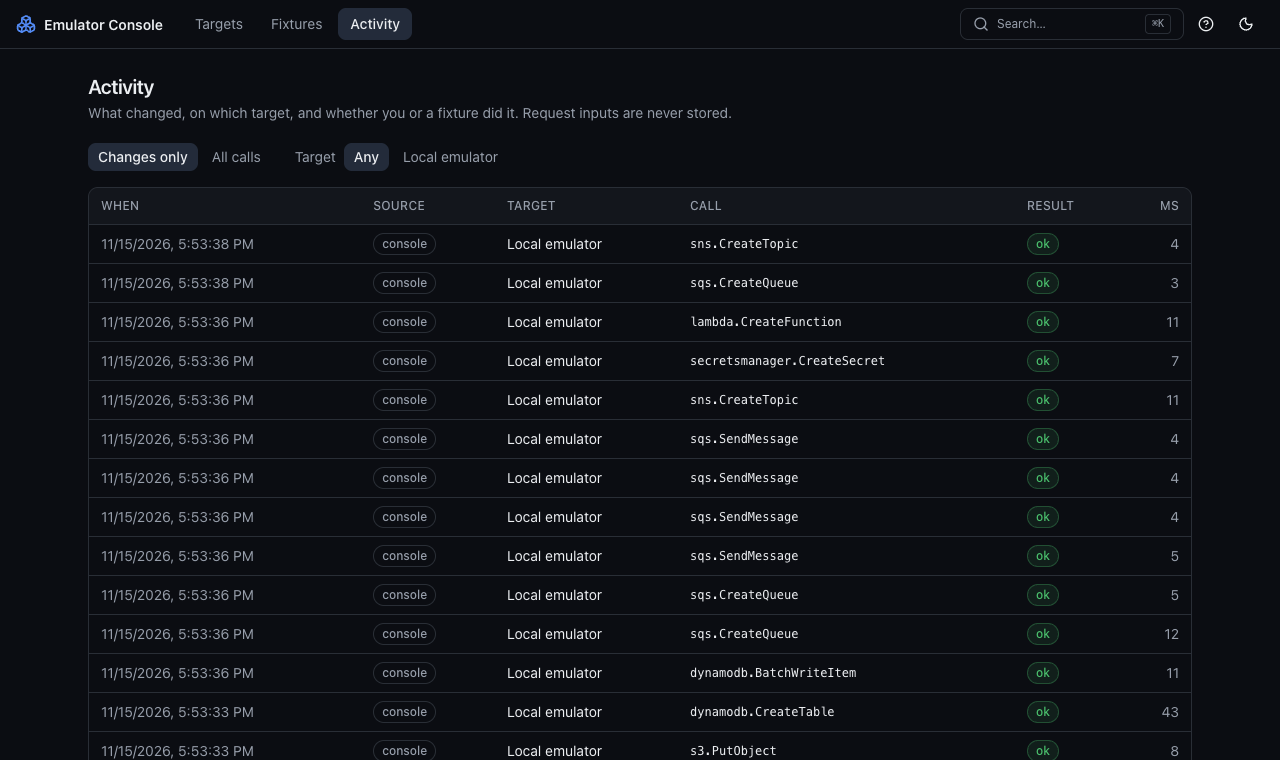 Emulator Console Targets Fixtures Activity Search... ⌘K
Activity
What changed, on which target, and whether you or a fixture did it. Request inputs are never stored.
Changes only All calls Target Any Local emulator
WHEN SOURCE TARGET CALL RESULT MS
11/15/2026, 5:53:38 PM console Local emulator sns.CreateTopic ok 4
11/15/2026, 5:53:38 PM console Local emulator sqs.CreateQueue ok 3
11/15/2026, 5:53:36 PM console Local emulator lambda.CreateFunction ok 11
11/15/2026, 5:53:36 PM console Local emulator secretsmanager.CreateSecret ok 7
11/15/2026, 5:53:36 PM console Local emulator sns.CreateTopic ok 11
11/15/2026, 5:53:36 PM console Local emulator sqs.SendMessage ok 4
11/15/2026, 5:53:36 PM console Local emulator sqs.SendMessage ok 4
11/15/2026, 5:53:36 PM console Local emulator sqs.SendMessage ok 4
11/15/2026, 5:53:36 PM console Local emulator sqs.SendMessage ok 5
11/15/2026, 5:53:36 PM console Local emulator sqs.CreateQueue ok 5
11/15/2026, 5:53:36 PM console Local emulator sqs.CreateQueue ok 12
11/15/2026, 5:53:36 PM console Local emulator dynamodb.BatchWriteItem ok 11
11/15/2026, 5:53:33 PM console Local emulator dynamodb.CreateTable ok 43
11/15/2026, 5:53:33 PM console Local emulator s3.PutObject ok 8